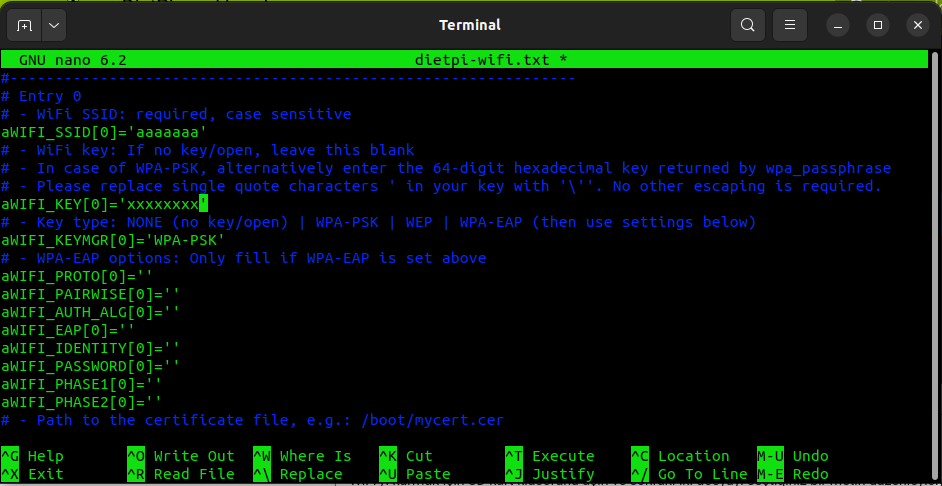 Terminal
GNU nano 6.2 dietpi-wifi.txt *
#---------------------------------------------------------------
# Entry 0
# - WiFi SSID: required, case sensitive
aWIFI_SSID[0]='aaaaaaa'
# - WiFi key: If no key/open, leave this blank
# - In case of WPA-PSK, alternatively enter the 64-digit hexadecimal key returned by wpa_passphrase
# - Please replace single quote characters ' in your key with '\''. No other escaping is required.
aWIFI_KEY[0]='xxxxxxxx'
# - Key type: NONE (no key/open) | WPA-PSK | WEP | WPA-EAP (then use settings below)
aWIFI_KEYMGR[0]='WPA-PSK'
# - WPA-EAP options: Only fill if WPA-EAP is set above
aWIFI_PROTO[0]=''
aWIFI_PAIRWISE[0]=''
aWIFI_AUTH_ALG[0]=''
aWIFI_EAP[0]=''
aWIFI_IDENTITY[0]=''
aWIFI_PASSWORD[0]=''
aWIFI_PHASE1[0]=''
aWIFI_PHASE2[0]=''
# - Path to the certificate file, e.g.: /boot/mycert.cer
^G Help ^O Write Out ^W Where Is ^K Cut ^T Execute ^C Location M-U Undo
^X Exit ^R Read File ^\ Replace ^U Paste ^J Justify ^/ Go To Line M-E Redo